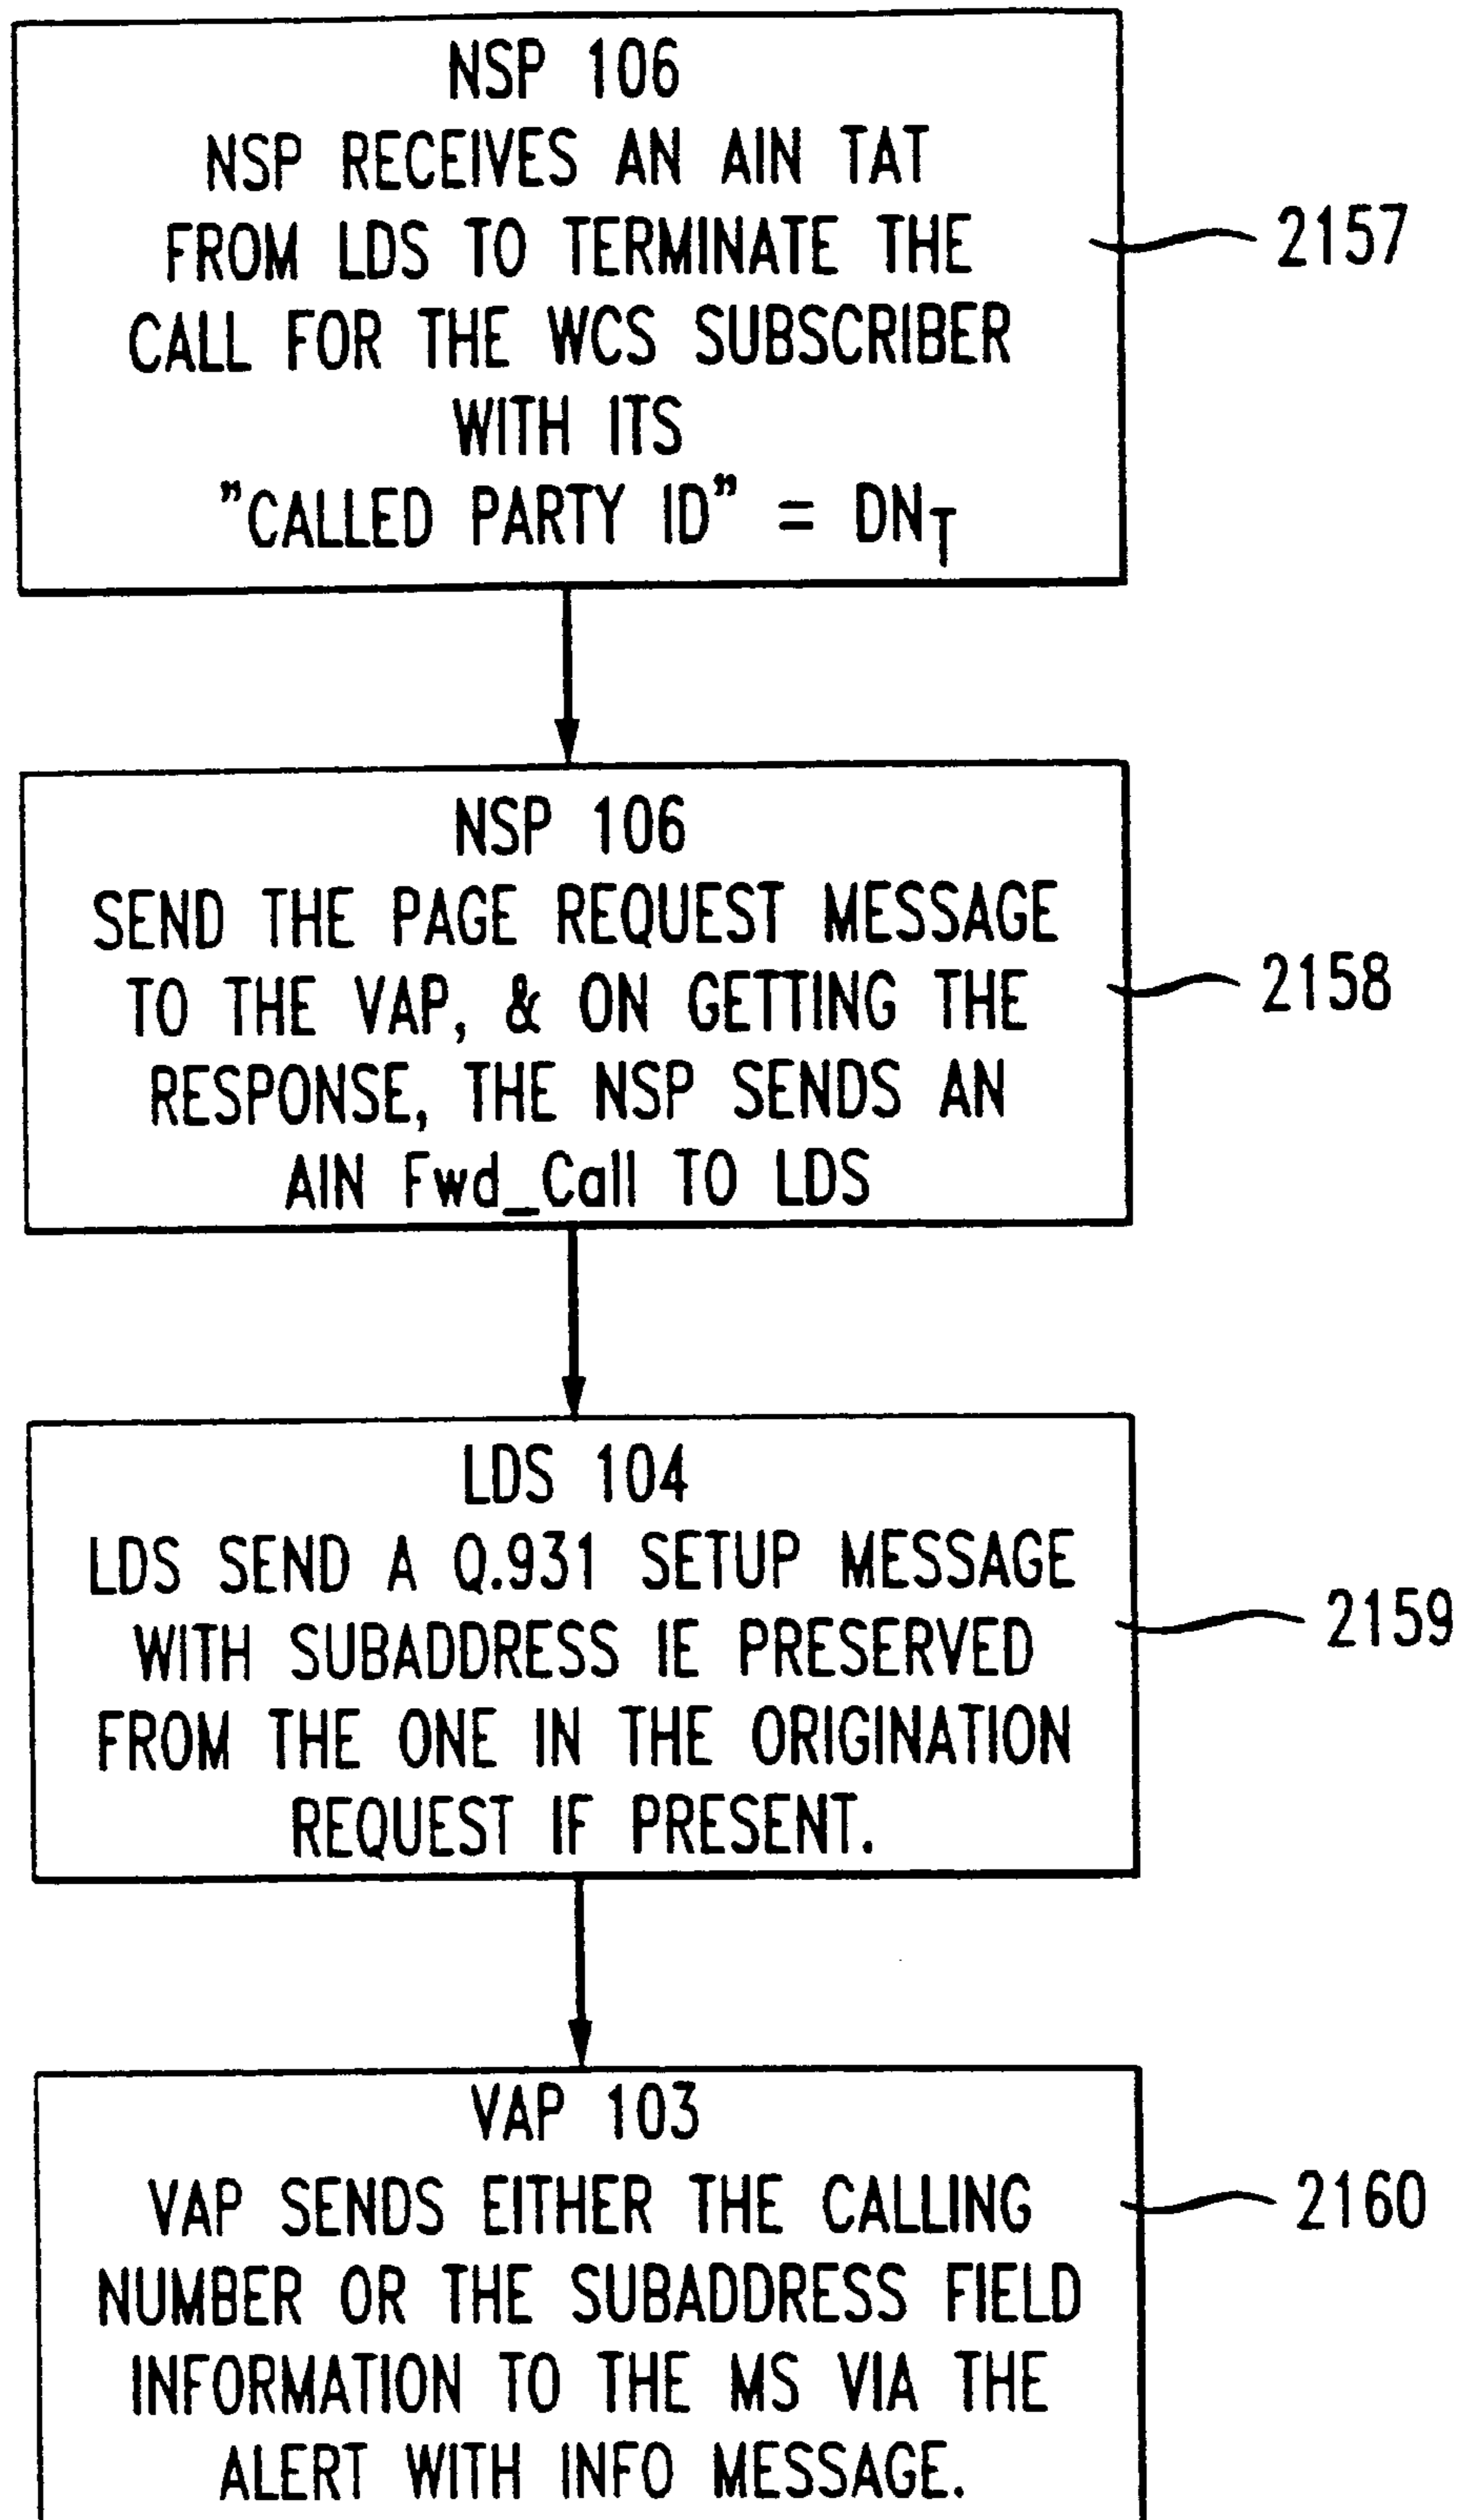 NSP 106
NSP RECEIVES AN AIN TAT
FROM LDS TO TERMINATE THE
CALL FOR THE WCS SUBSCRIBER
WITH ITS
"CALLED PARTY ID" = DNT
2157
NSP 106
SEND THE PAGE REQUEST MESSAGE
TO THE VAP, & ON GETTING THE
RESPONSE, THE NSP SENDS AN
AIN Fwd_Call TO LDS
2158
LDS 104
LDS SEND A Q.931 SETUP MESSAGE
WITH SUBADDRESS IE PRESERVED
FROM THE ONE IN THE ORIGINATION
REQUEST IF PRESENT.
2159
VAP 103
VAP SENDS EITHER THE CALLING
NUMBER OR THE SUBADDRESS FIELD
INFORMATION TO THE MS VIA THE
ALERT WITH INFO MESSAGE.
2160